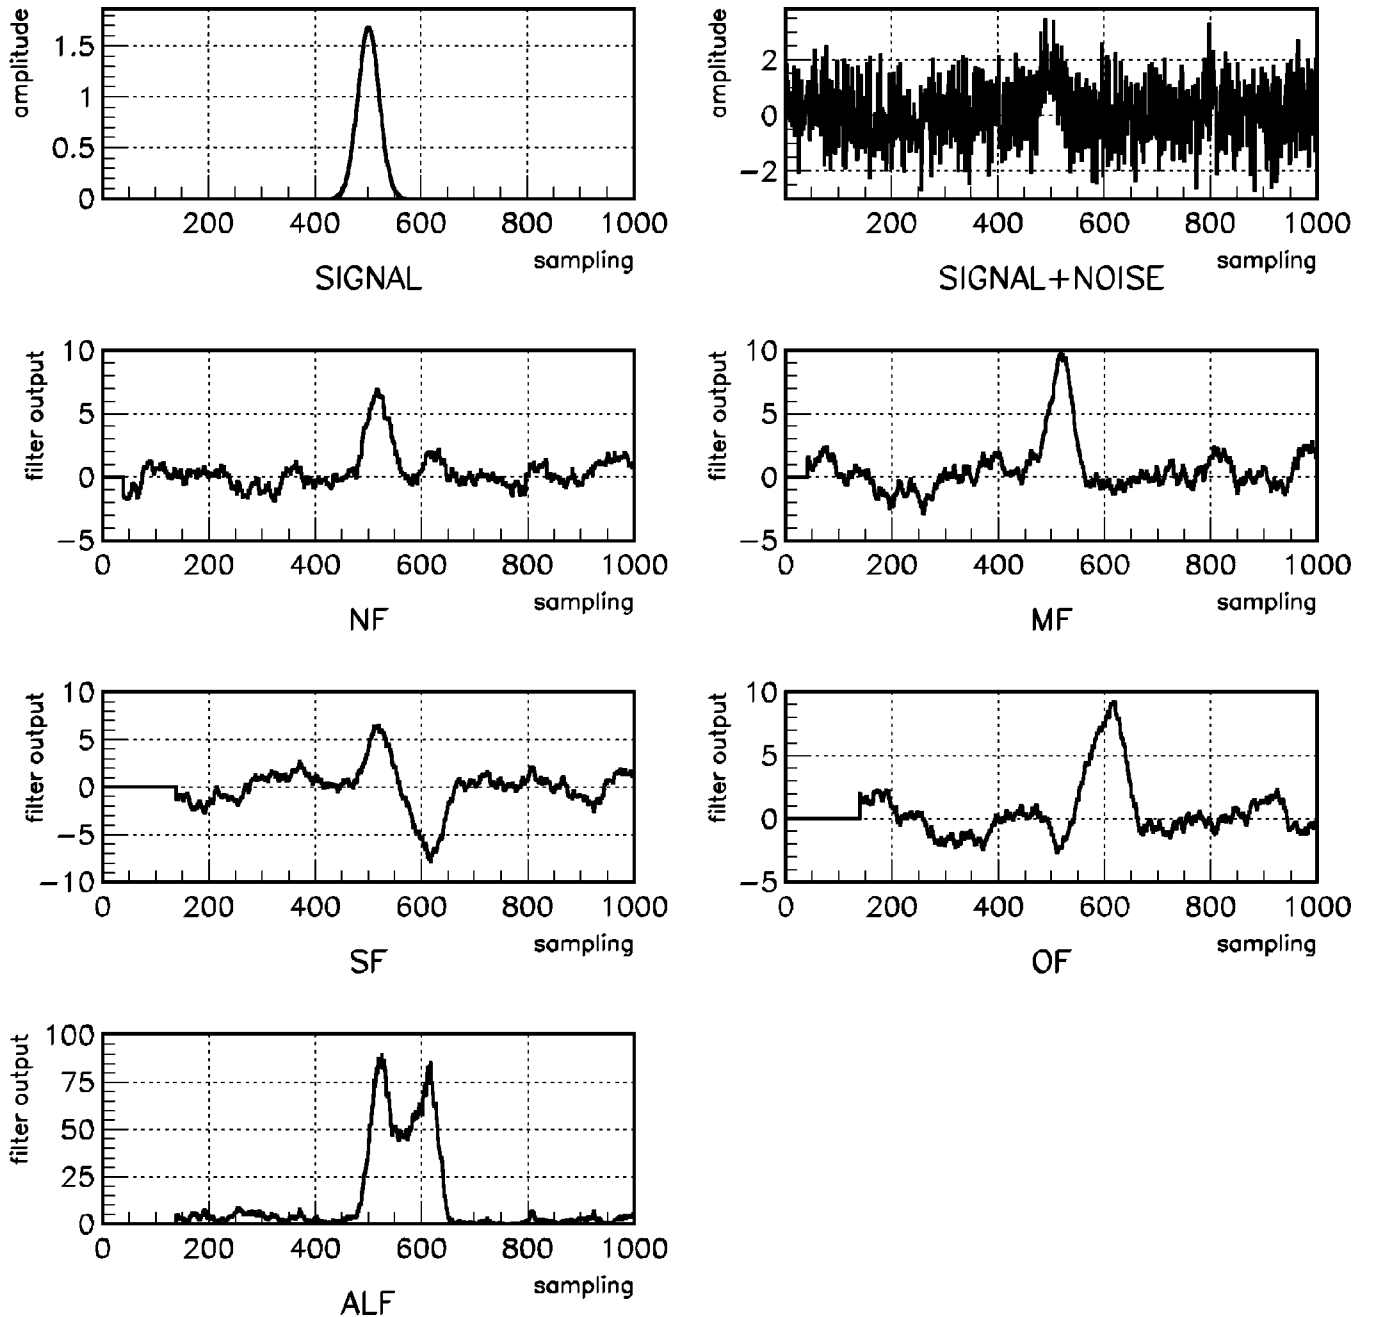 amplitude
1.5
1
0.5
0
200 400 600 800 1000
sampling
SIGNAL
amplitude
2
0
−2
200 400 600 800 1000
sampling
SIGNAL+NOISE
filter output
10
5
0
−5
0 200 400 600 800 1000
sampling
NF
filter output
10
5
0
−5
0 200 400 600 800 1000
sampling
MF
filter output
10
5
0
−5
−10
0 200 400 600 800 1000
sampling
SF
filter output
10
5
0
−5
0 200 400 600 800 1000
sampling
OF
filter output
100
75
50
25
0
0 200 400 600 800 1000
sampling
ALF